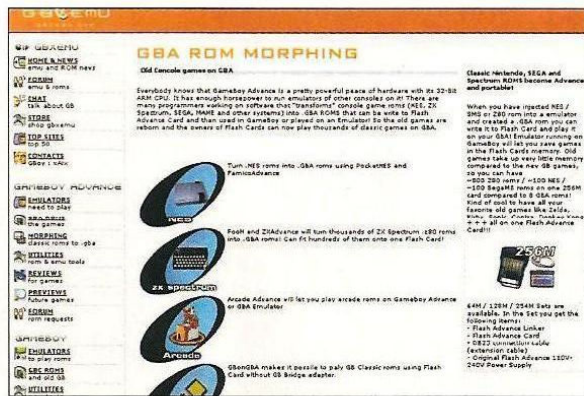 GBXEMU
GBXEMU
HOME & NEWS
emu and ROM news
FORUM
emu & roms
CHAT
talk about GB
STORE
shop gbxemu
TOP SITES
top 50
CONTACTS
GAMEBOY ADVANCE
EMULATORS
need to play
the games
MORPHING
classic roms to .gba
UTILITIES
rom & emu tools
REVIEWS
for games
PREVIEWS
future games
FORUM
rom requests
GAMEBOY
EMULATORS
to play roms
GBC ROMS
and old GB
UTILITIES
GBA ROM MORPHING
Old Console games on GBA
Everybody knows that Gameboy Advance is a pretty powerful peace of hardware with its 32-bit
ARM CPU. It has enough horsepower to run emulators of other consoles on it! There are
many programmers working on software that "transforms" console game roms (NES, ZX
Spectrum, SEGA, MAME and other systems) into .GBA ROMS that can be write to Flash
Advance Card and then used in Gameboy (or played on an Emulator) So the old games are
reborn and the owners of Flash Cards can now play thousands of classic games on GBA.
NES
Turn .NES roms into .GBA roms using PocketNES and
FamicoAdvance
ZX spectrum
FooN and ZXAdvance will turn thousands of ZX Spectrum .z80 roms
into .GBA roms! Can fit hundreds of them onto one Flash Card!
Arcade
Arcade Advance will let you play arcade roms on Gameboy Advance
or GBA Emulator
GBonGBA makes it possile to paly GB Classic roms using Flash
Card without GB Bridge adapter.
Classic Nintendo, SEGA and
Spectrum ROMS become Advance
and portable!
When you have injected NES /
SMS or Z80 rom into a emulator
and created a .GBA rom you can
write it to Flash Card and play it
on your GBA! Emulator running on
GameBoy will let you save games
in the Flash Cards memory. Old
games take up very little memory
compared to the new GB games,
so you can have
~800 Z80 roms / ~100 NES /
~100 SegaMS roms on one 256M
card compared to 8 GBA roms!
Kind of cool to have all your
favorite old games like Zelda,
Kirby, Sonic, Contra, Donkey Kong
+ + + all on one Flash Advance
Card!!!
256M
64M / 128M / 256M Sets are
available. In the Set you get the
following items:
- Flash Advance Linker
- Flash Advance Card
- DB25 connection cable
(extension cable)
- Original Flash Advance 110V-
240V Power Supply